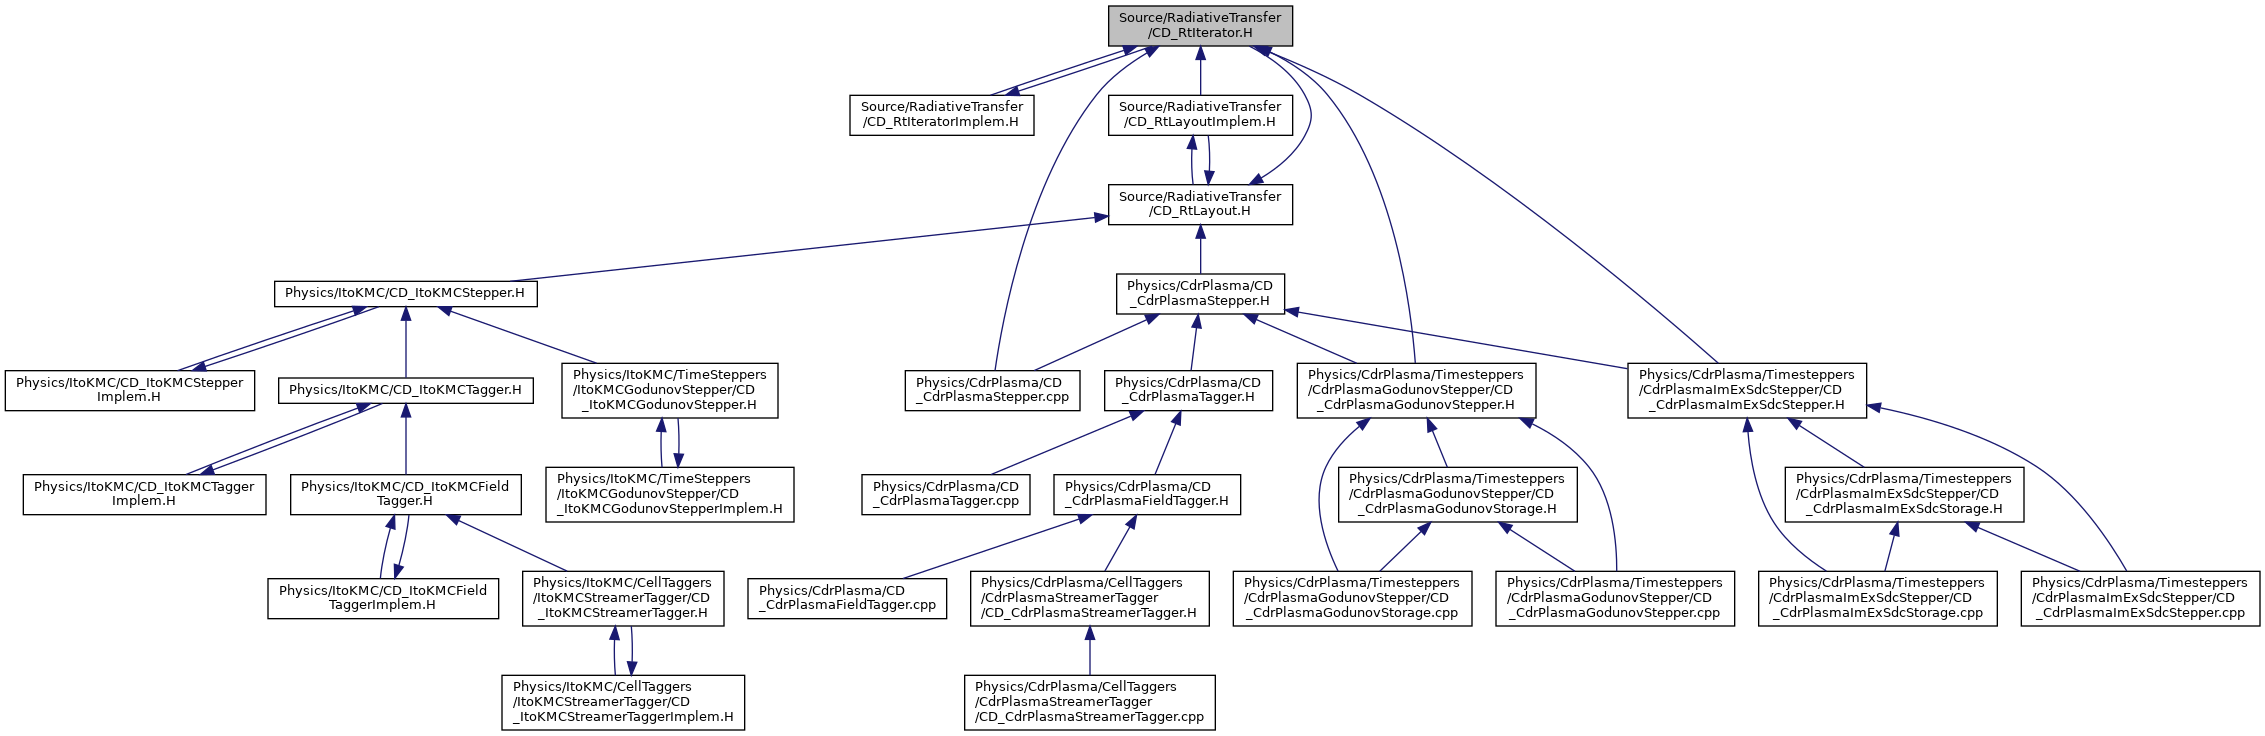 Source/RadiativeTransfer
/CD_RtIterator.H
Source/RadiativeTransfer
/CD_RtIteratorImplem.H
Source/RadiativeTransfer
/CD_RtLayoutImplem.H
Source/RadiativeTransfer
/CD_RtLayout.H
Physics/ItoKMC/CD_ItoKMCStepper.H
Physics/CdrPlasma/CD
_CdrPlasmaStepper.H
Physics/ItoKMC/CD_ItoKMCStepper
Implem.H
Physics/ItoKMC/CD_ItoKMCTagger.H
Physics/ItoKMC/TimeSteppers
/ItoKMCGodunovStepper/CD
_ItoKMCGodunovStepper.H
Physics/CdrPlasma/CD
_CdrPlasmaStepper.cpp
Physics/CdrPlasma/CD
_CdrPlasmaTagger.H
Physics/CdrPlasma/Timesteppers
/CdrPlasmaGodunovStepper/CD
_CdrPlasmaGodunovStepper.H
Physics/CdrPlasma/Timesteppers
/CdrPlasmaImExSdcStepper/CD
_CdrPlasmaImExSdcStepper.H
Physics/ItoKMC/CD_ItoKMCTagger
Implem.H
Physics/ItoKMC/CD_ItoKMCField
Tagger.H
Physics/ItoKMC/TimeSteppers
/ItoKMCGodunovStepper/CD
_ItoKMCGodunovStepperImplem.H
Physics/CdrPlasma/CD
_CdrPlasmaTagger.cpp
Physics/CdrPlasma/CD
_CdrPlasmaFieldTagger.H
Physics/CdrPlasma/Timesteppers
/CdrPlasmaGodunovStepper/CD
_CdrPlasmaGodunovStorage.H
Physics/CdrPlasma/Timesteppers
/CdrPlasmaImExSdcStepper/CD
_CdrPlasmaImExSdcStorage.H
Physics/ItoKMC/CD_ItoKMCField
TaggerImplem.H
Physics/ItoKMC/CellTaggers
/ItoKMCStreamerTagger/CD
_ItoKMCStreamerTagger.H
Physics/CdrPlasma/CD
_CdrPlasmaFieldTagger.cpp
Physics/CdrPlasma/CellTaggers
/CdrPlasmaStreamerTagger
/CD_CdrPlasmaStreamerTagger.H
Physics/CdrPlasma/Timesteppers
/CdrPlasmaGodunovStepper/CD
_CdrPlasmaGodunovStorage.cpp
Physics/CdrPlasma/Timesteppers
/CdrPlasmaGodunovStepper/CD
_CdrPlasmaGodunovStepper.cpp
Physics/CdrPlasma/Timesteppers
/CdrPlasmaImExSdcStepper/CD
_CdrPlasmaImExSdcStorage.cpp
Physics/CdrPlasma/Timesteppers
/CdrPlasmaImExSdcStepper/CD
_CdrPlasmaImExSdcStepper.cpp
Physics/ItoKMC/CellTaggers
/ItoKMCStreamerTagger/CD
_ItoKMCStreamerTaggerImplem.H
Physics/CdrPlasma/CellTaggers
/CdrPlasmaStreamerTagger
/CD_CdrPlasmaStreamerTagger.cpp